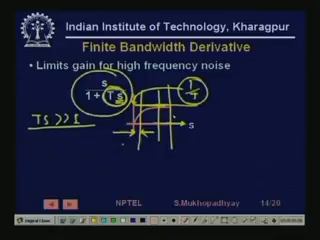 Indian Institute of Technology, Kharagpur
Finite Bandwidth Derivative
• Limits gain for high frequency noise
s
1 + Ts
1
T
TS >> 1
s
NPTEL
S.Mukhopadhyay
14/20